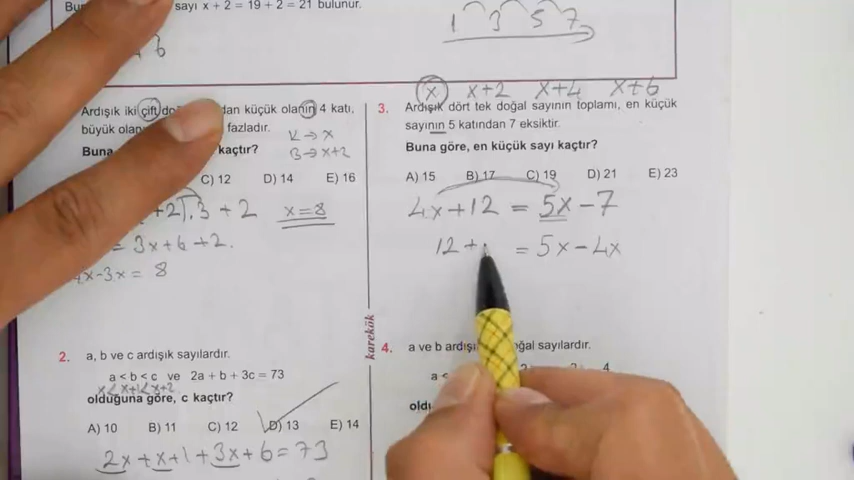 sayı x + 2 = 19 + 2 = 21 bulunur.
1 3 5 7
6
x x+2 x+4 x+6
Ardışık iki çift
dan küçük olanın 4 katı,
fazladır.
K → x
B → x+2
Buna
kaçtır?
C) 12 D) 14 E) 16
+2).3 + 2 x=8
= 3x+6+2.
4x-3x = 8
2. a, b ve c ardışık sayılardır.
a < b < c ve 2a + b + 3c = 73
x < x+1 < x+2
olduğuna göre, c kaçtır?
A) 10 B) 11 C) 12 D) 13 E) 14
2x+x+1+3x+6=73
karekök
3. Ardışık dört tek doğal sayının toplamı, en küçük
sayının 5 katından 7 eksiktir.
Buna göre, en küçük sayı kaçtır?
A) 15 B) 17 C) 19 D) 21 E) 23
4x+12 = 5x-7
12+ = 5x-4x
4. a ve b
sayılardır.